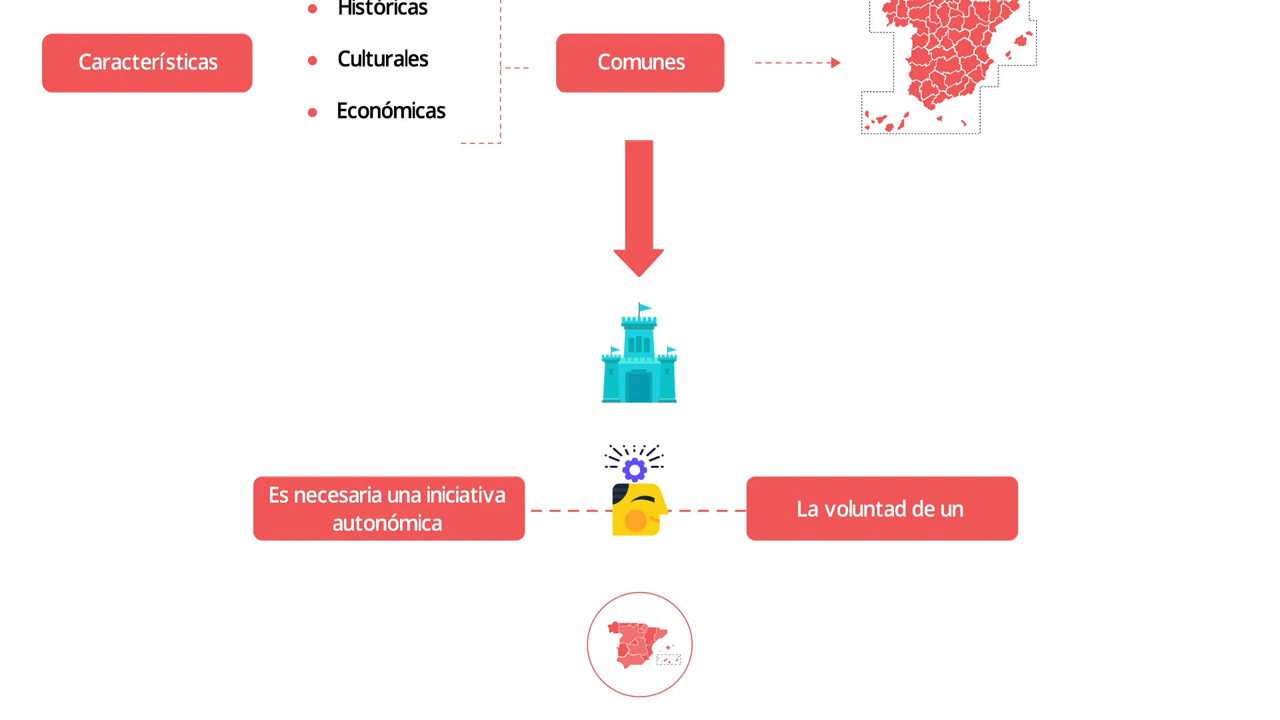 Históricas
Características
Culturales
Comunes
Económicas
Es necesaria una iniciativa
autonómica
La voluntad de un